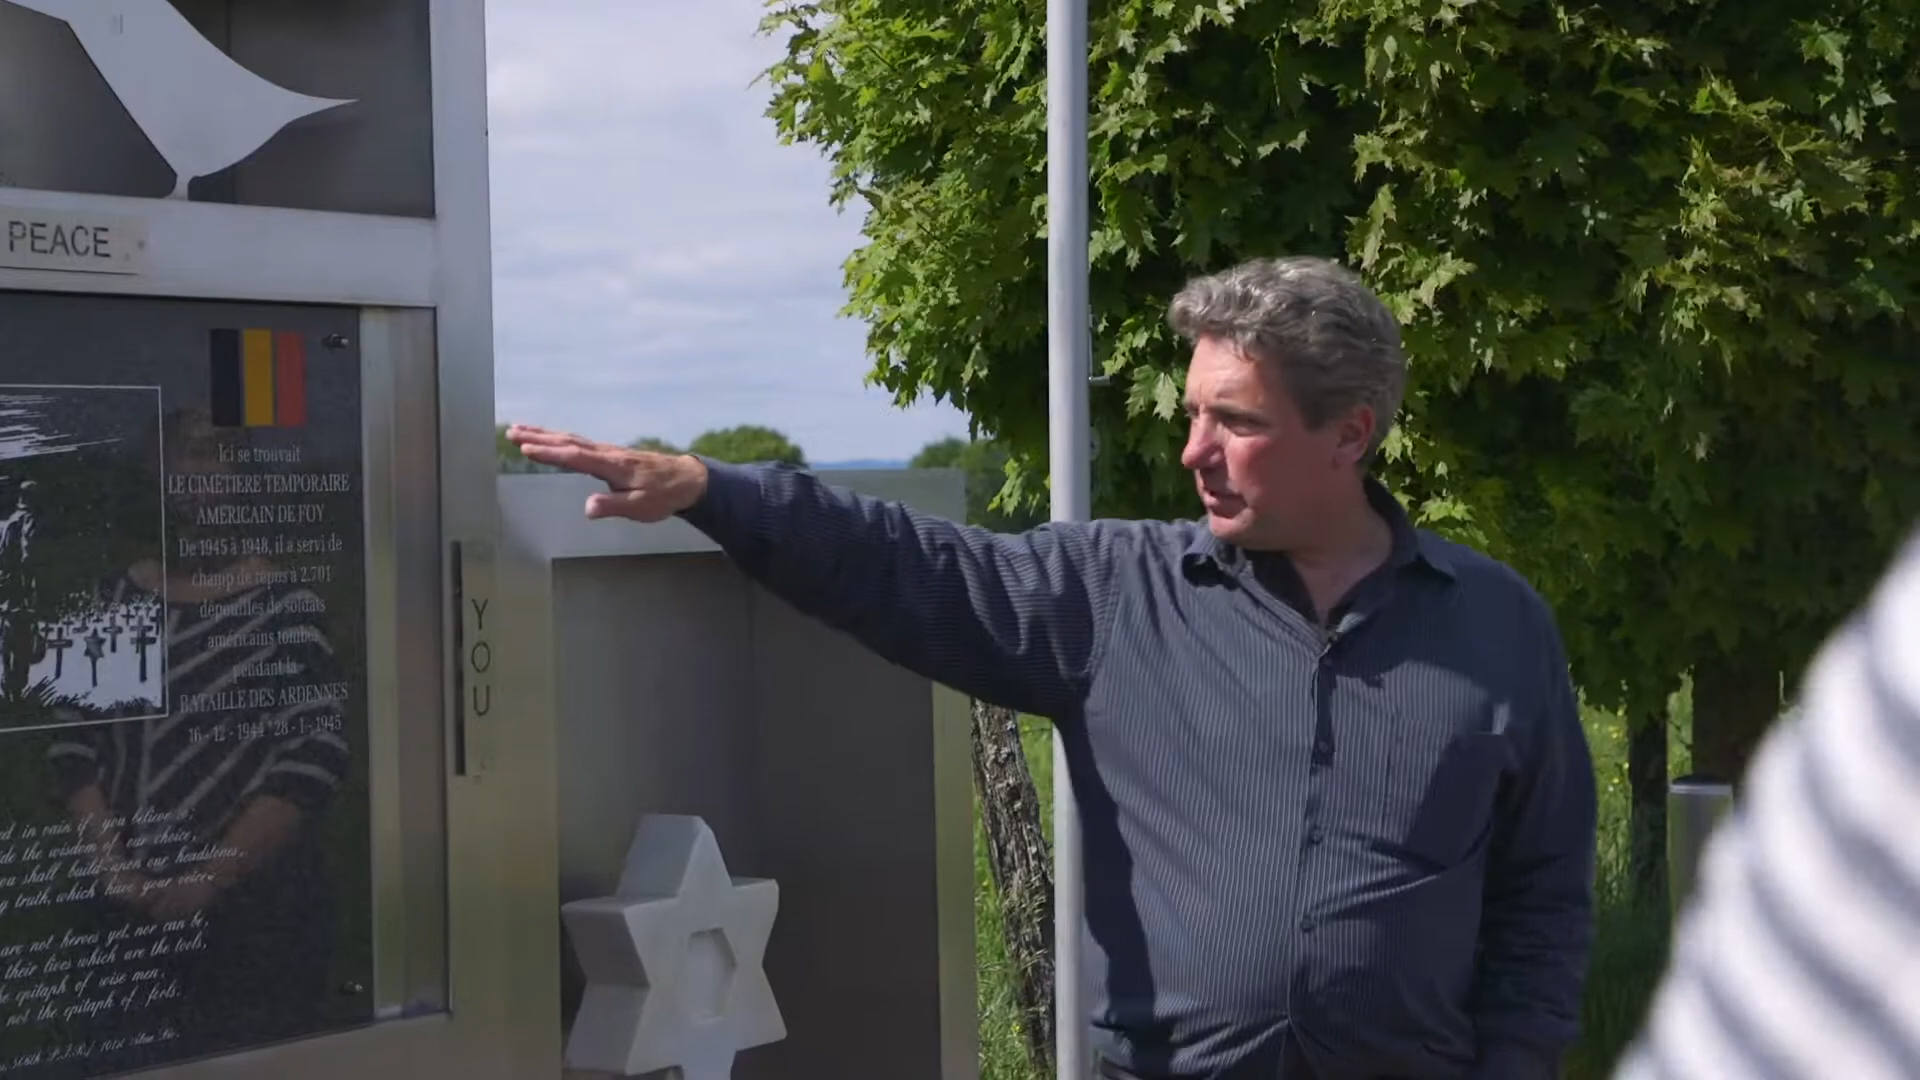 PEACE
Ici se trouvait
LE CIMETIERE TEMPORAIRE
AMERICAIN DE FOY
De 1945 à 1948, il a servi de
champ de repos à 2.701
dépouilles de soldats
américains tombés
pendant la
BATAILLE DES ARDENNES
16 - 12 - 1944 28 - 1 - 1945
YOU
d in vain if you believe so;
ide the wisdom of our choice,
ou shall build upon our headstones,
g truth, which have your voice.
are not heroes yet, nor can be,
their lives which are the tools,
e epitaph of wise men,
not the epitaph of fools.